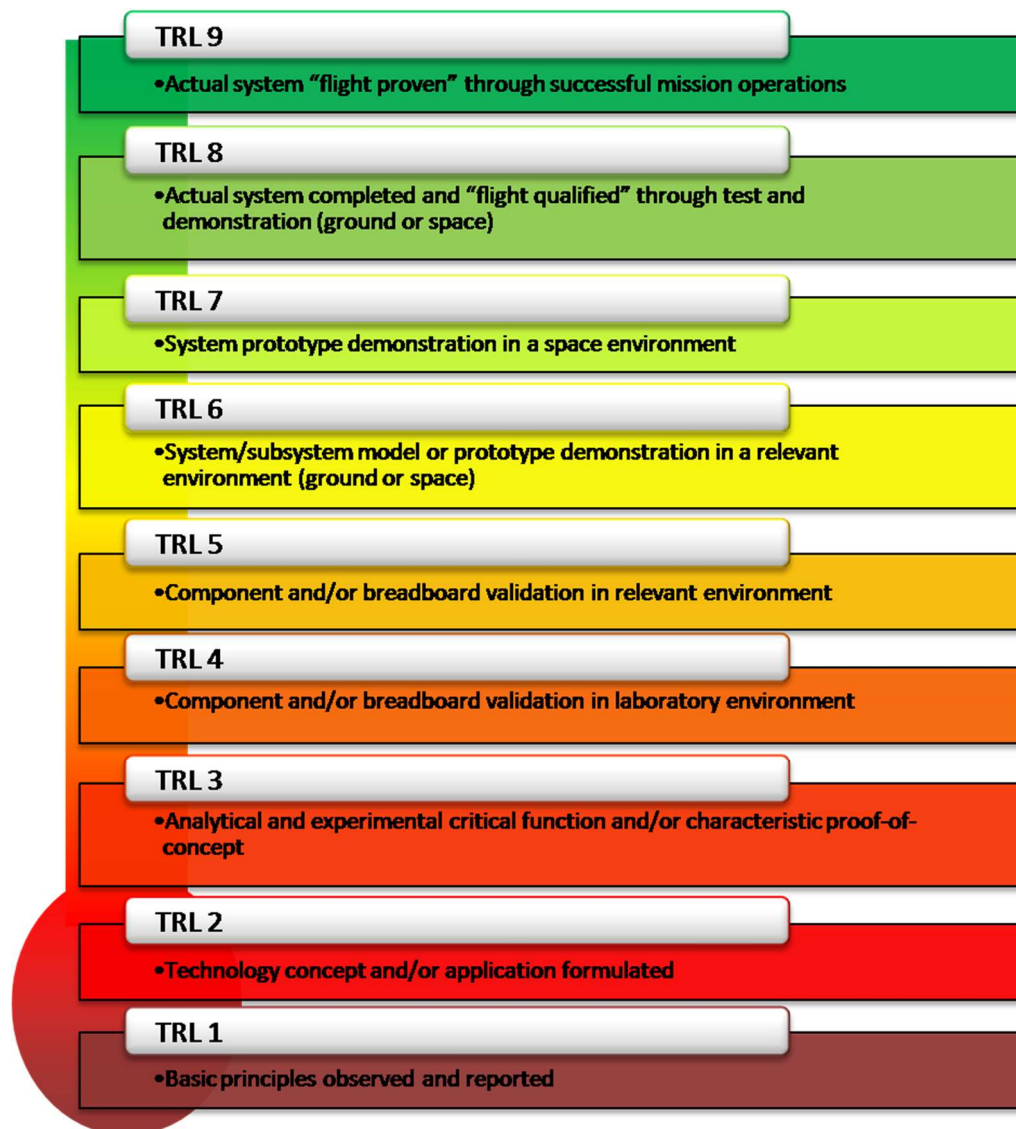 TRL 9
•Actual system “flight proven” through successful mission operations
TRL 8
•Actual system completed and “flight qualified” through test and
demonstration (ground or space)
TRL 7
•System prototype demonstration in a space environment
TRL 6
•System/subsystem model or prototype demonstration in a relevant
environment (ground or space)
TRL 5
•Component and/or breadboard validation in relevant environment
TRL 4
•Component and/or breadboard validation in laboratory environment
TRL 3
•Analytical and experimental critical function and/or characteristic proof-of-
concept
TRL 2
•Technology concept and/or application formulated
TRL 1
•Basic principles observed and reported